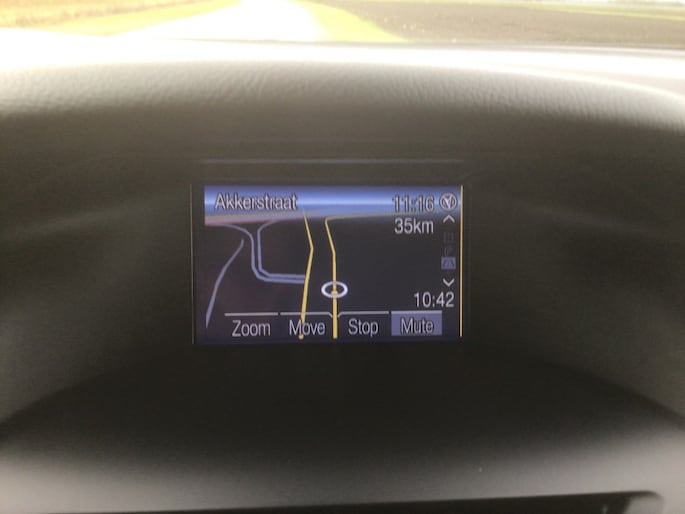 Akkerstraat 11:16
35km
10:42
Zoom Move Stop Mute